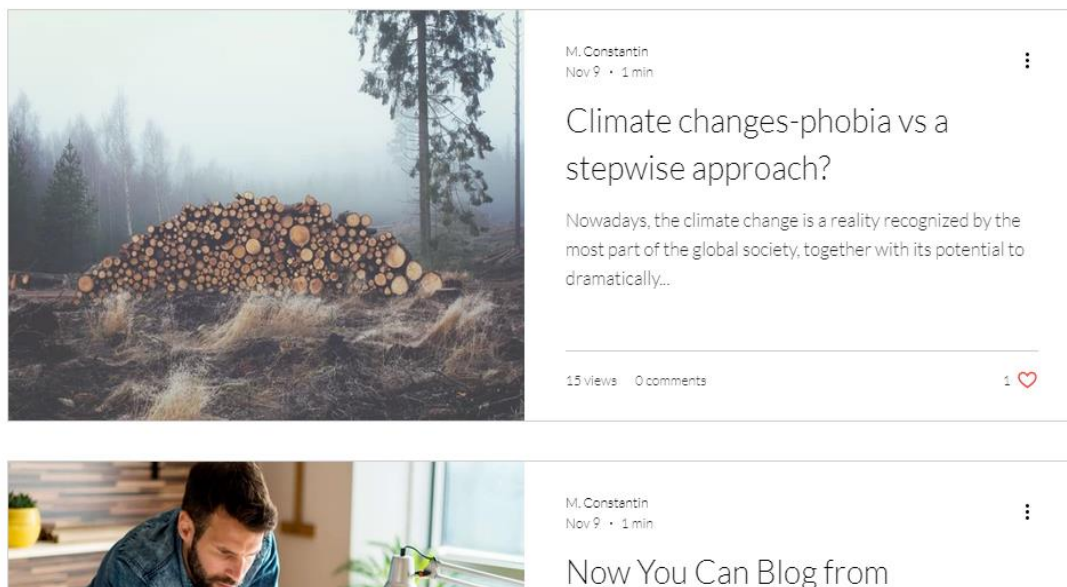 M. Constantin
Nov 9 · 1 min
Climate changes-phobia vs a
stepwise approach?
Nowadays, the climate change is a reality recognized by the
most part of the global society, together with its potential to
dramatically...
15 views 0 comments 1
M. Constantin
Nov 9 · 1 min
Now You Can Blog from